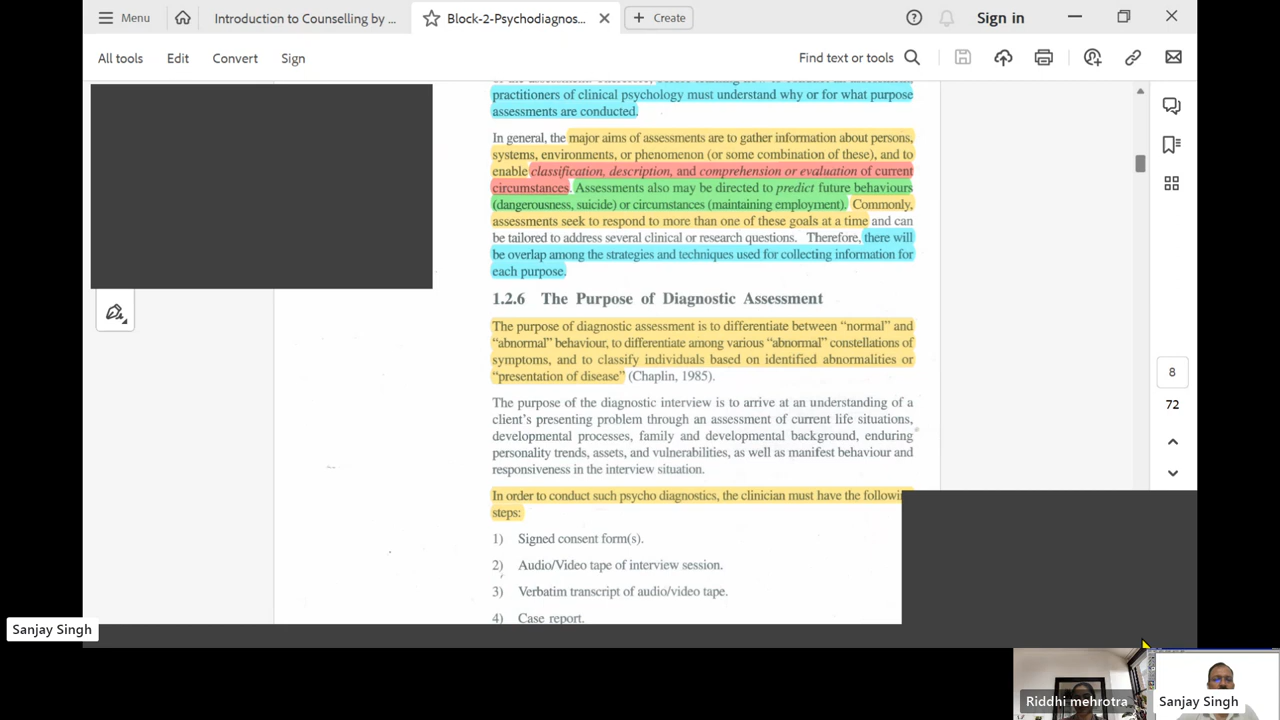 Menu
Introduction to Counselling by ...
Block-2-Psychodiagnos...
Create
Sign in
All tools
Edit
Convert
Sign
Find text or tools
practitioners of clinical psychology must understand why or for what purpose
assessments are conducted.
In general, the major aims of assessments are to gather information about persons,
systems, environments, or phenomenon (or some combination of these), and to
enable classification, description, and comprehension or evaluation of current
circumstances. Assessments also may be directed to predict future behaviours
(dangerousness, suicide) or circumstances (maintaining employment). Commonly,
assessments seek to respond to more than one of these goals at a time and can
be tailored to address several clinical or research questions. Therefore, there will
be overlap among the strategies and techniques used for collecting information for
each purpose.
1.2.6 The Purpose of Diagnostic Assessment
The purpose of diagnostic assessment is to differentiate between “normal” and
“abnormal” behaviour, to differentiate among various “abnormal” constellations of
symptoms, and to classify individuals based on identified abnormalities or
“presentation of disease” (Chaplin, 1985).
The purpose of the diagnostic interview is to arrive at an understanding of a
client's presenting problem through an assessment of current life situations,
developmental processes, family and developmental background, enduring
personality trends, assets, and vulnerabilities, as well as manifest behaviour and
responsiveness in the interview situation.
In order to conduct such psycho diagnostics, the clinician must have the
steps:
1) Signed consent form(s).
2) Audio/Video tape of interview session.
3) Verbatim transcript of audio/video tape.
4) Case report.
8
72
Sanjay Singh
Riddhi mehrotra
Sanjay Singh